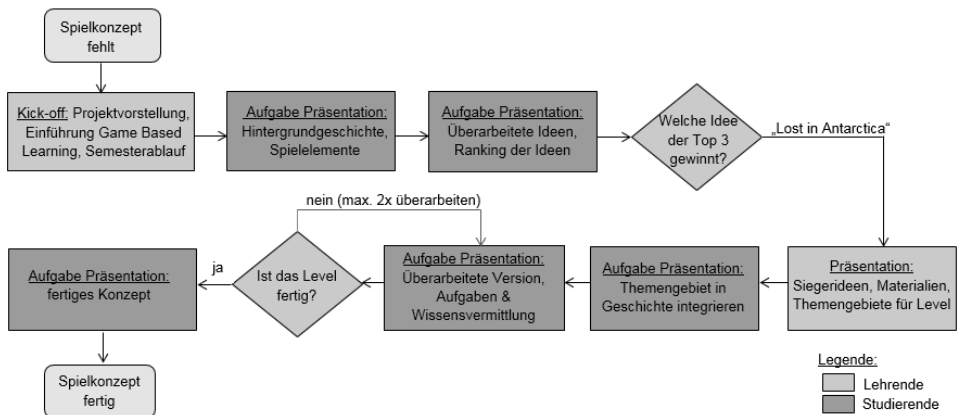 Spielkonzept
fehlt
Kick-off: Projektvorstellung,
Einführung Game Based
Learning, Semesterablauf
Aufgabe Präsentation:
Hintergrundgeschichte,
Spielelemente
Aufgabe Präsentation:
Überarbeitete Ideen,
Ranking der Ideen
Welche Idee
der Top 3
gewinnt?
„Lost in Antarctica“
Präsentation:
Siegerideen, Materialien,
Themengebiete für Level
Aufgabe Präsentation:
Themengebiet in
Geschichte integrieren
Aufgabe Präsentation:
Überarbeitete Version,
Aufgaben &
Wissensvermittlung
nein (max. 2x überarbeiten)
Ist das Level
fertig?
ja
Aufgabe Präsentation:
fertiges Konzept
Spielkonzept
fertig
Legende:
Lehrende
Studierende